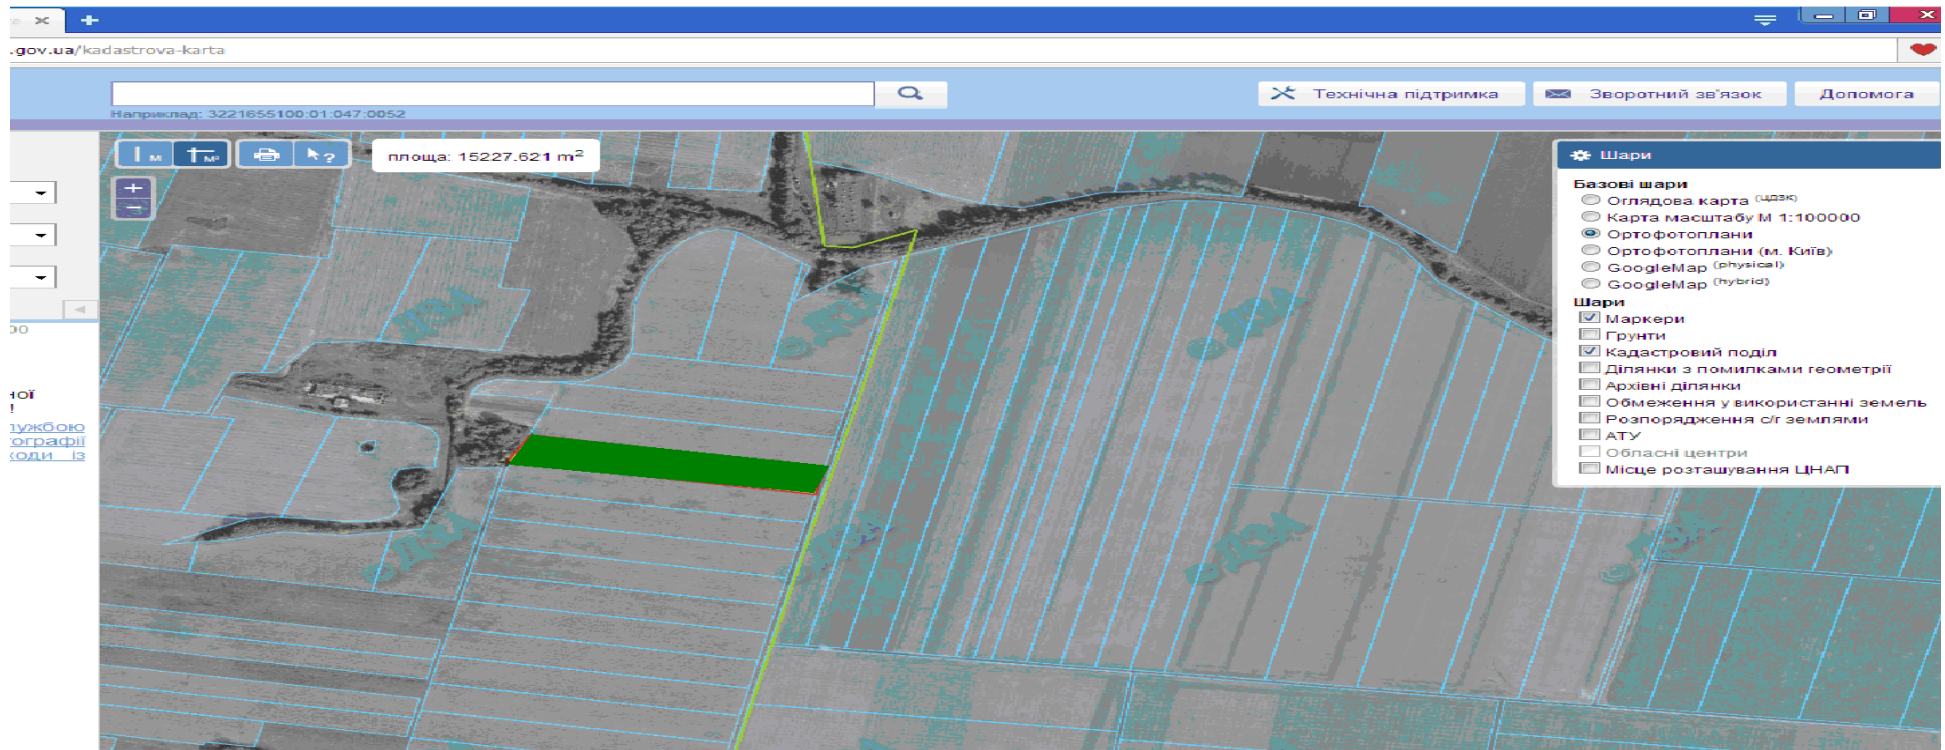 .gov.ua/kadastrova-karta
Технічна підтримка
Зворотний зв'язок
Допомога
Наприклад: 3221655100:01:047:0052
площа: 15227.621 m²
Шари
Базові шари
Оглядова карта (ЦДЗК)
Карта масштабу М 1:100000
Ортофотоплани
Ортофотоплани (м. Київ)
GoogleMap (physical)
GoogleMap (hybrid)
Шари
Маркери
Грунти
Кадастровий поділ
Ділянки з помилками геометрії
Архівні ділянки
Обмеження у використанні земель
Розпорядження с/г землями
АТУ
Обласні центри
Місце розташування ЦНАП